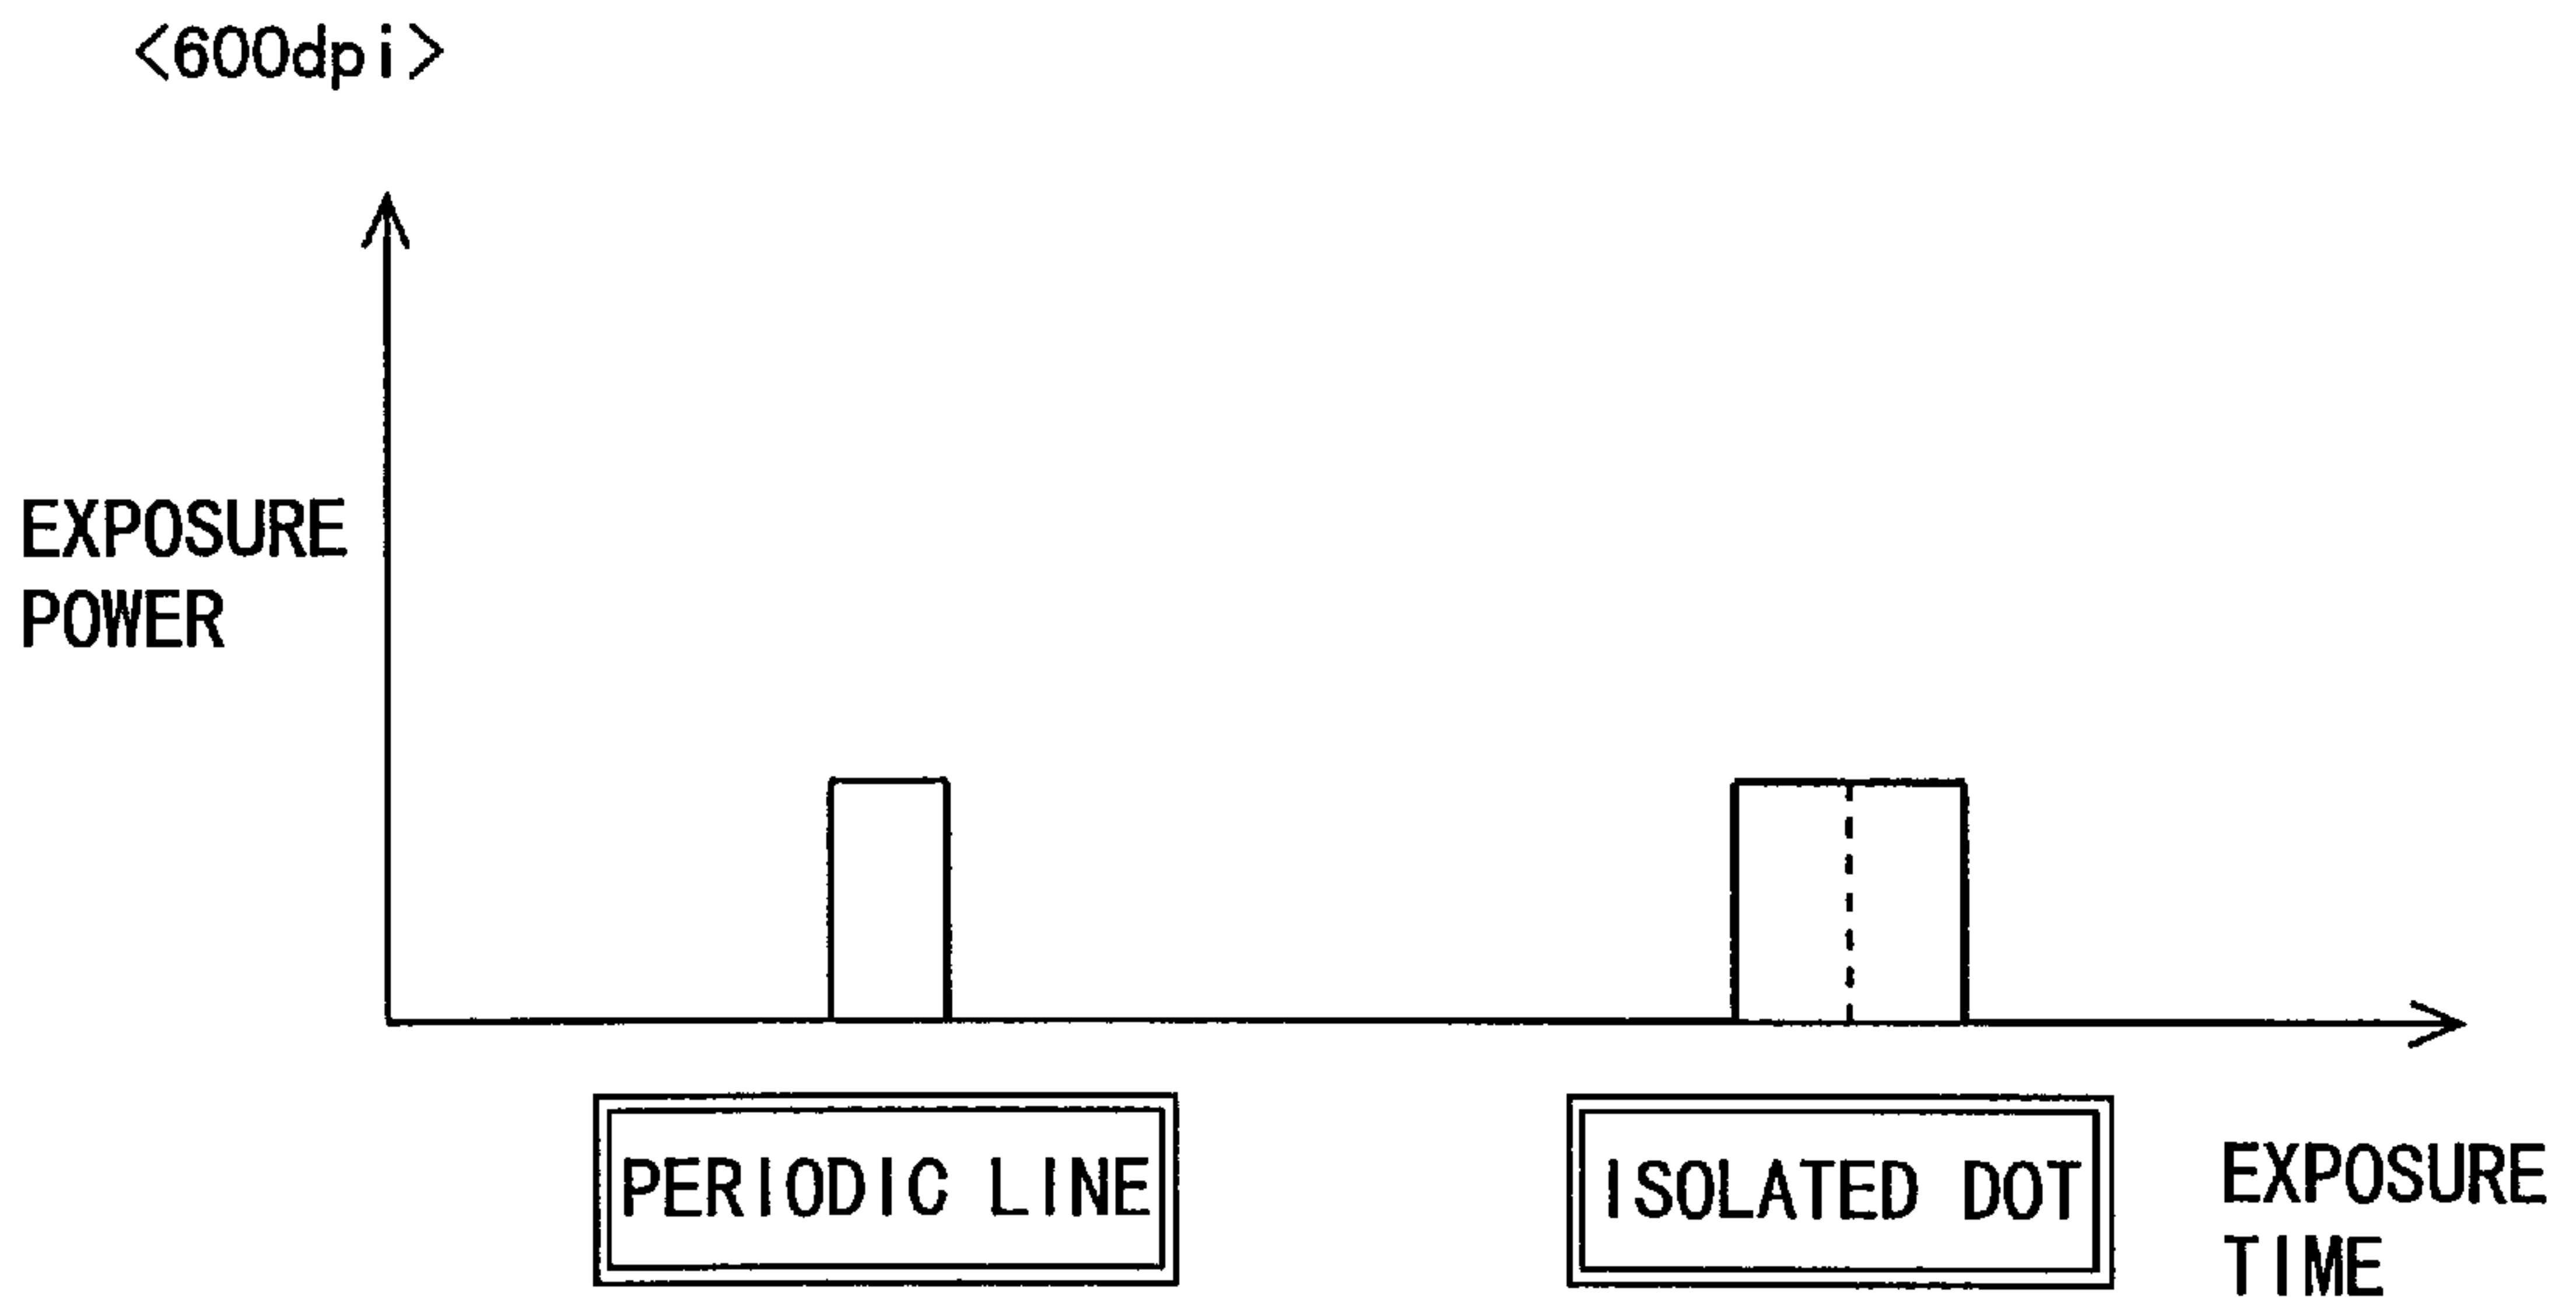 <600dpi>
EXPOSURE
POWER
PERIODIC LINE
ISOLATED DOT
EXPOSURE
TIME